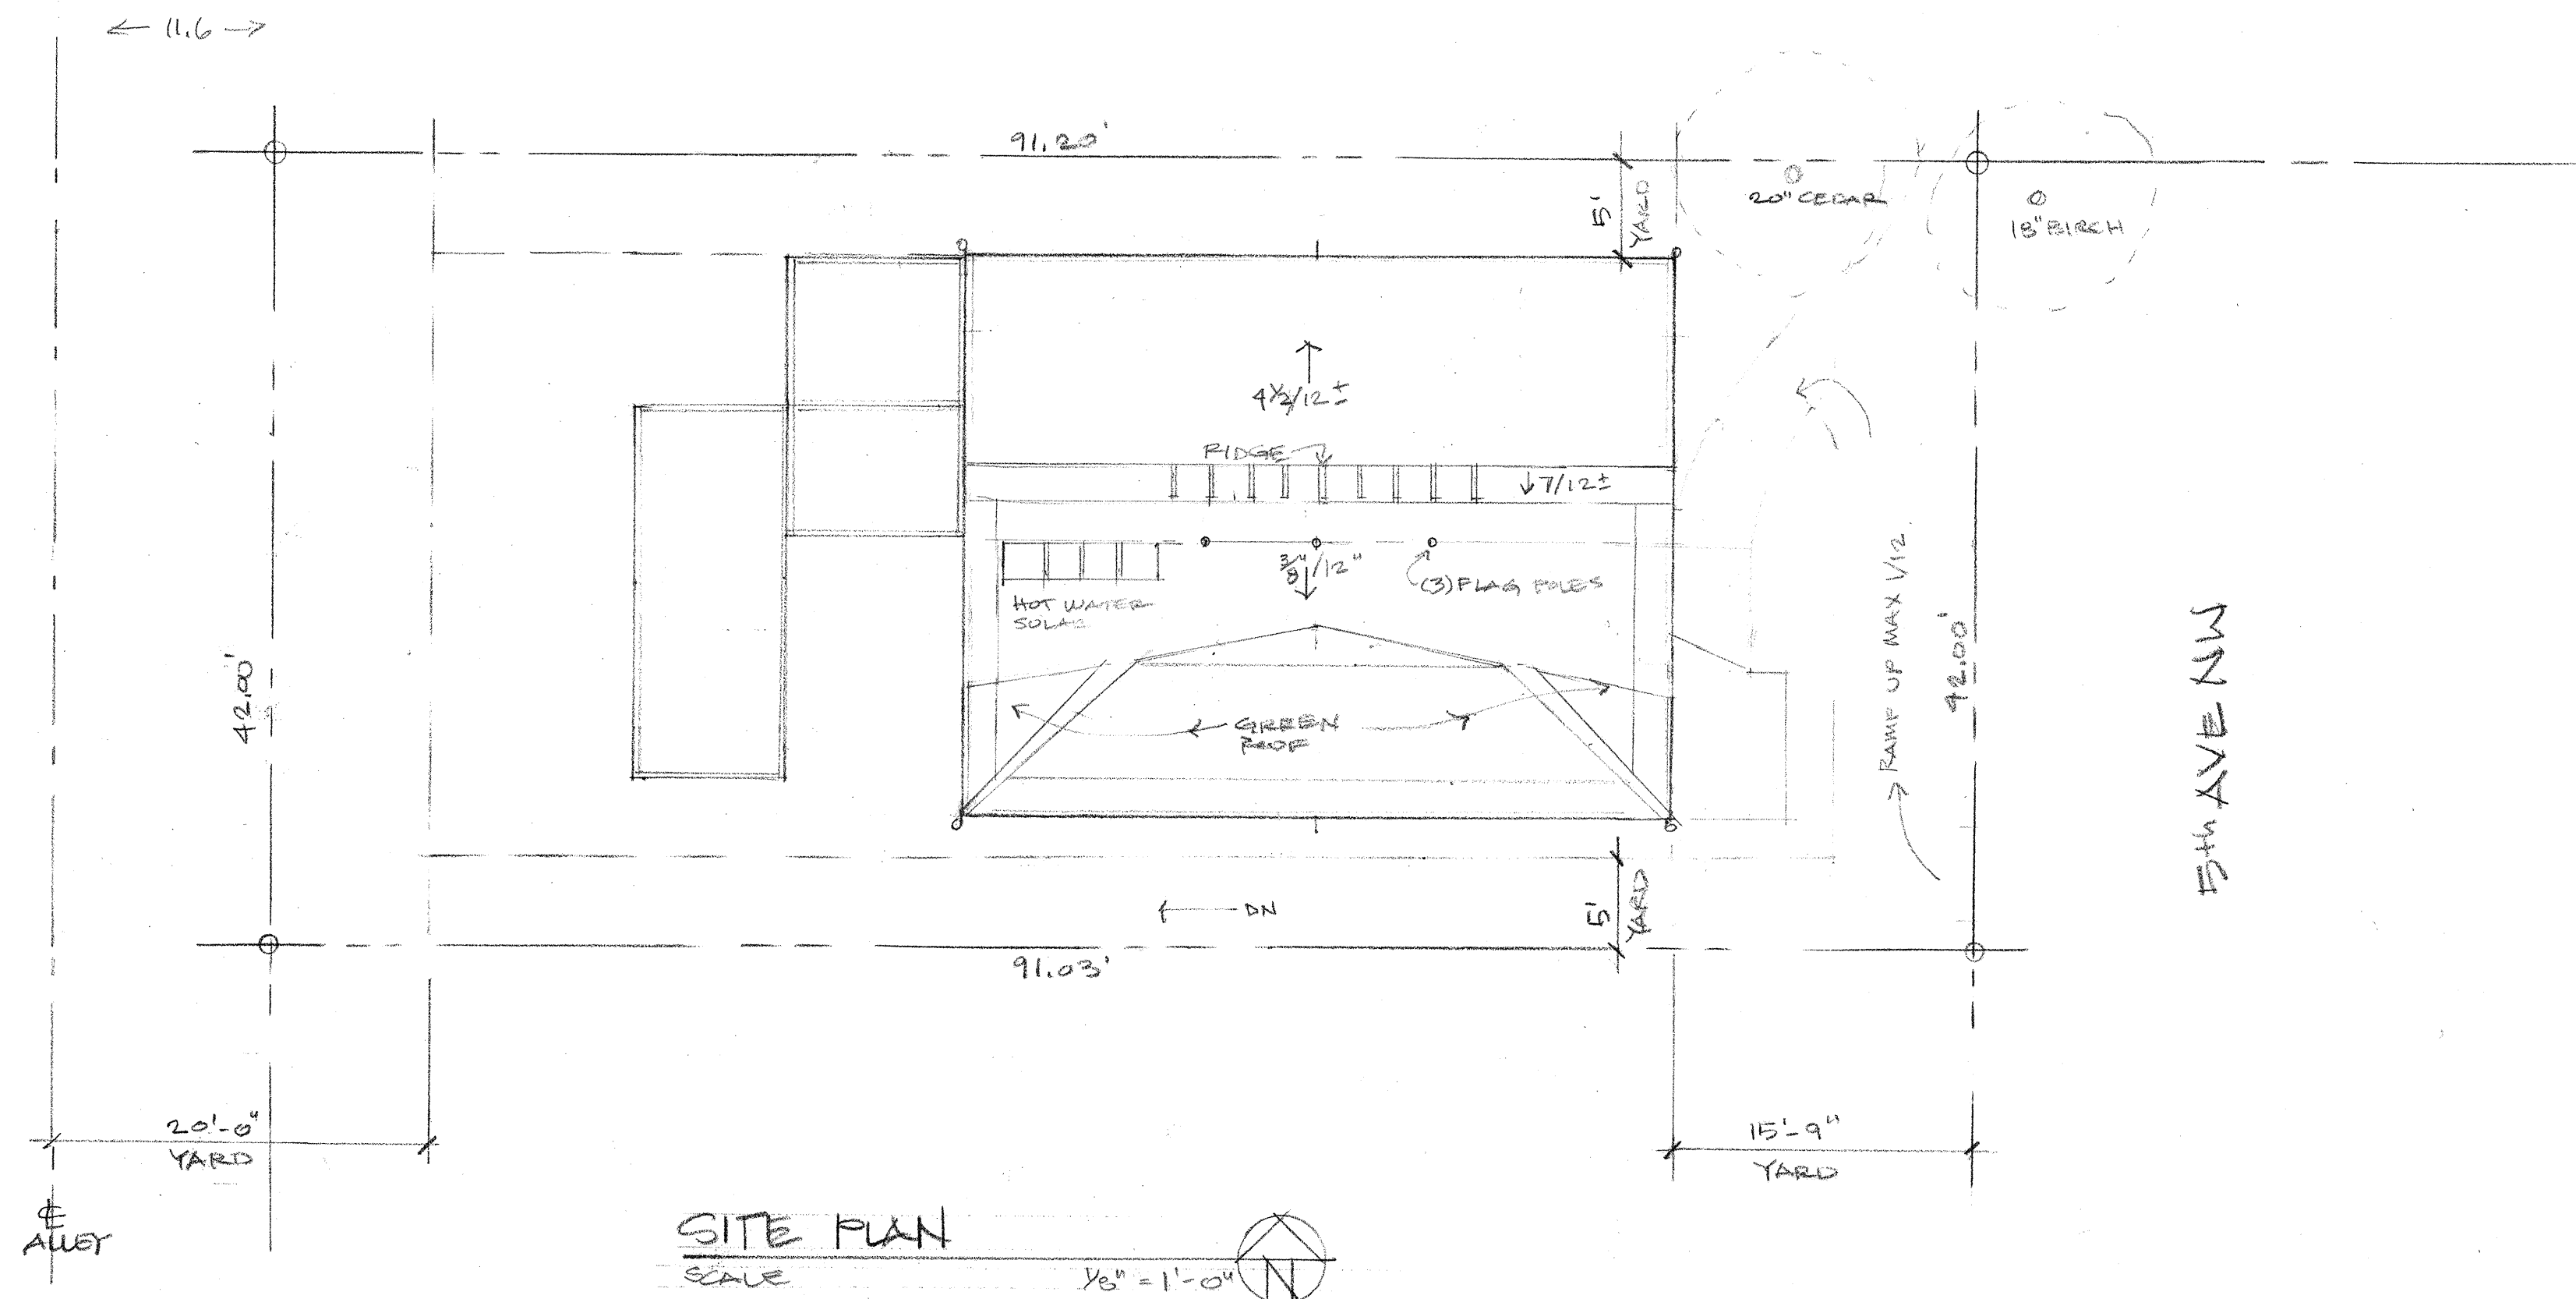 ← 11.6 →
91.20'
5'
YARD
20" CEDAR
18" BIRCH
↑
4½/12±
RIDGE
↓7/12±
3/8"/12"
↓
(3) FLAG POLES
HOT WATER
SOLAR
← GREEN
ROOF
RAMP UP MAX 1/12
42.00'
42.00'
5TH AVE NW
← DN
5'
YARD
91.03'
20'-0"
YARD
15'-9"
YARD
℄
ALLEY
SITE PLAN
SCALE 1/8" = 1'-0"
N